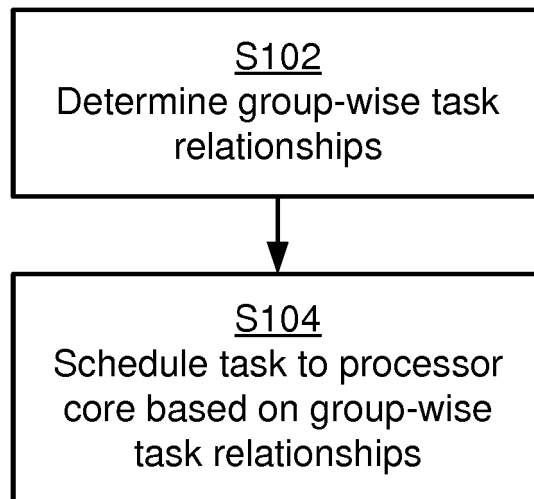 S102
Determine group-wise task
relationships
S104
Schedule task to processor
core based on group-wise
task relationships